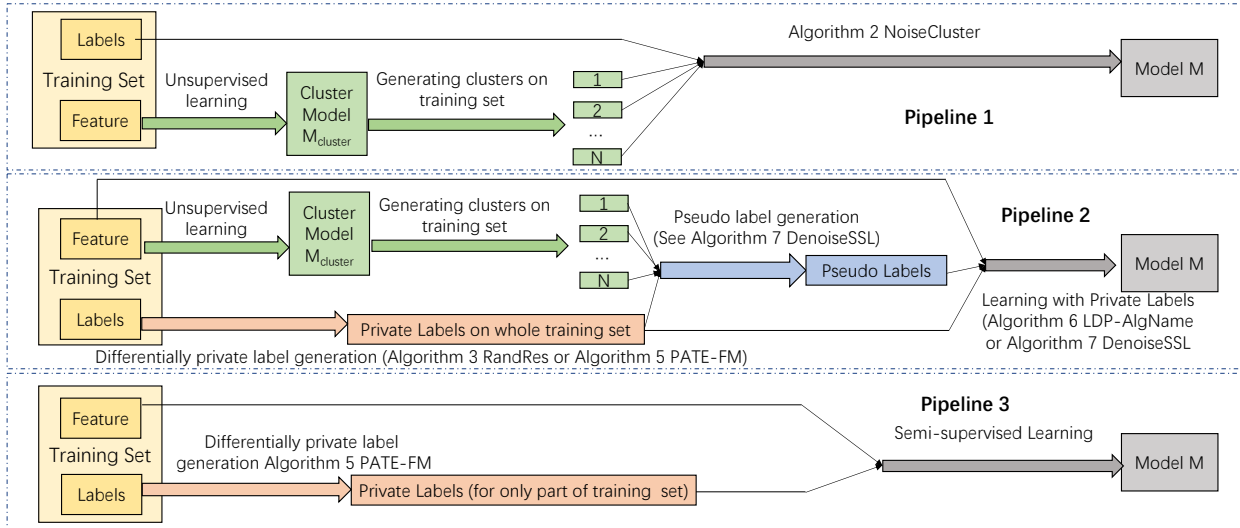 Labels
Training Set
Feature
Unsupervised
learning
Cluster
Model
M_cluster
Generating clusters on
training set
1
2
...
N
Algorithm 2 NoiseCluster
Model M
Pipeline 1
Feature
Training Set
Labels
Unsupervised
learning
Cluster
Model
M_cluster
Generating clusters on
training set
1
2
...
N
Pseudo label generation
(See Algorithm 7 DenoiseSSL)
Pseudo Labels
Pipeline 2
Model M
Learning with Private Labels
(Algorithm 6 LDP-AlgName
or Algorithm 7 DenoiseSSL
Private Labels on whole training set
Differentially private label generation (Algorithm 3 RandRes or Algorithm 5 PATE-FM)
Feature
Training Set
Labels
Differentially private label
generation Algorithm 5 PATE-FM
Private Labels (for only part of training set)
Pipeline 3
Semi-supervised Learning
Model M